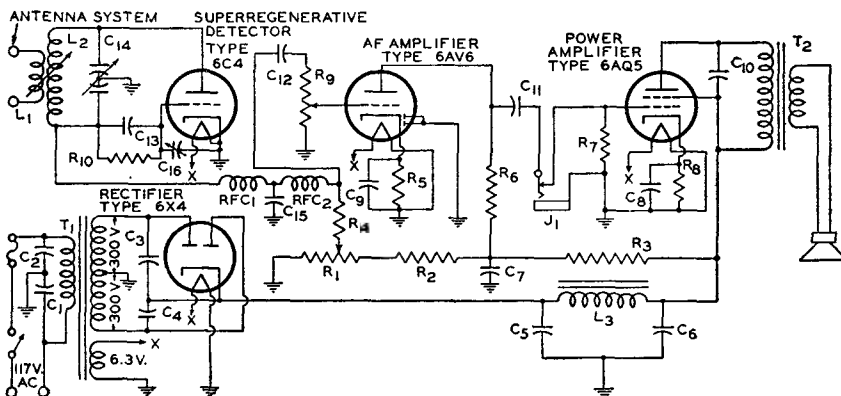 ANTENNA SYSTEM
SUPERREGENERATIVE
DETECTOR
TYPE
6C4
AF AMPLIFIER
TYPE 6AV6
POWER
AMPLIFIER
TYPE 6AQ5
L2
C14
L1
C13
R10
C16
X
C12
R9
X
C9
R5
R6
C11
R7
J1
X
C8
R8
C10
T2
RFC1
RFC2
C15
R4
R1
R2
C7
R3
RECTIFIER
TYPE 6X4
T1
C2
C1
300 V
300 V
C3
C4
X
X
6.3 V.
117 V.
AC
C5
L3
C6